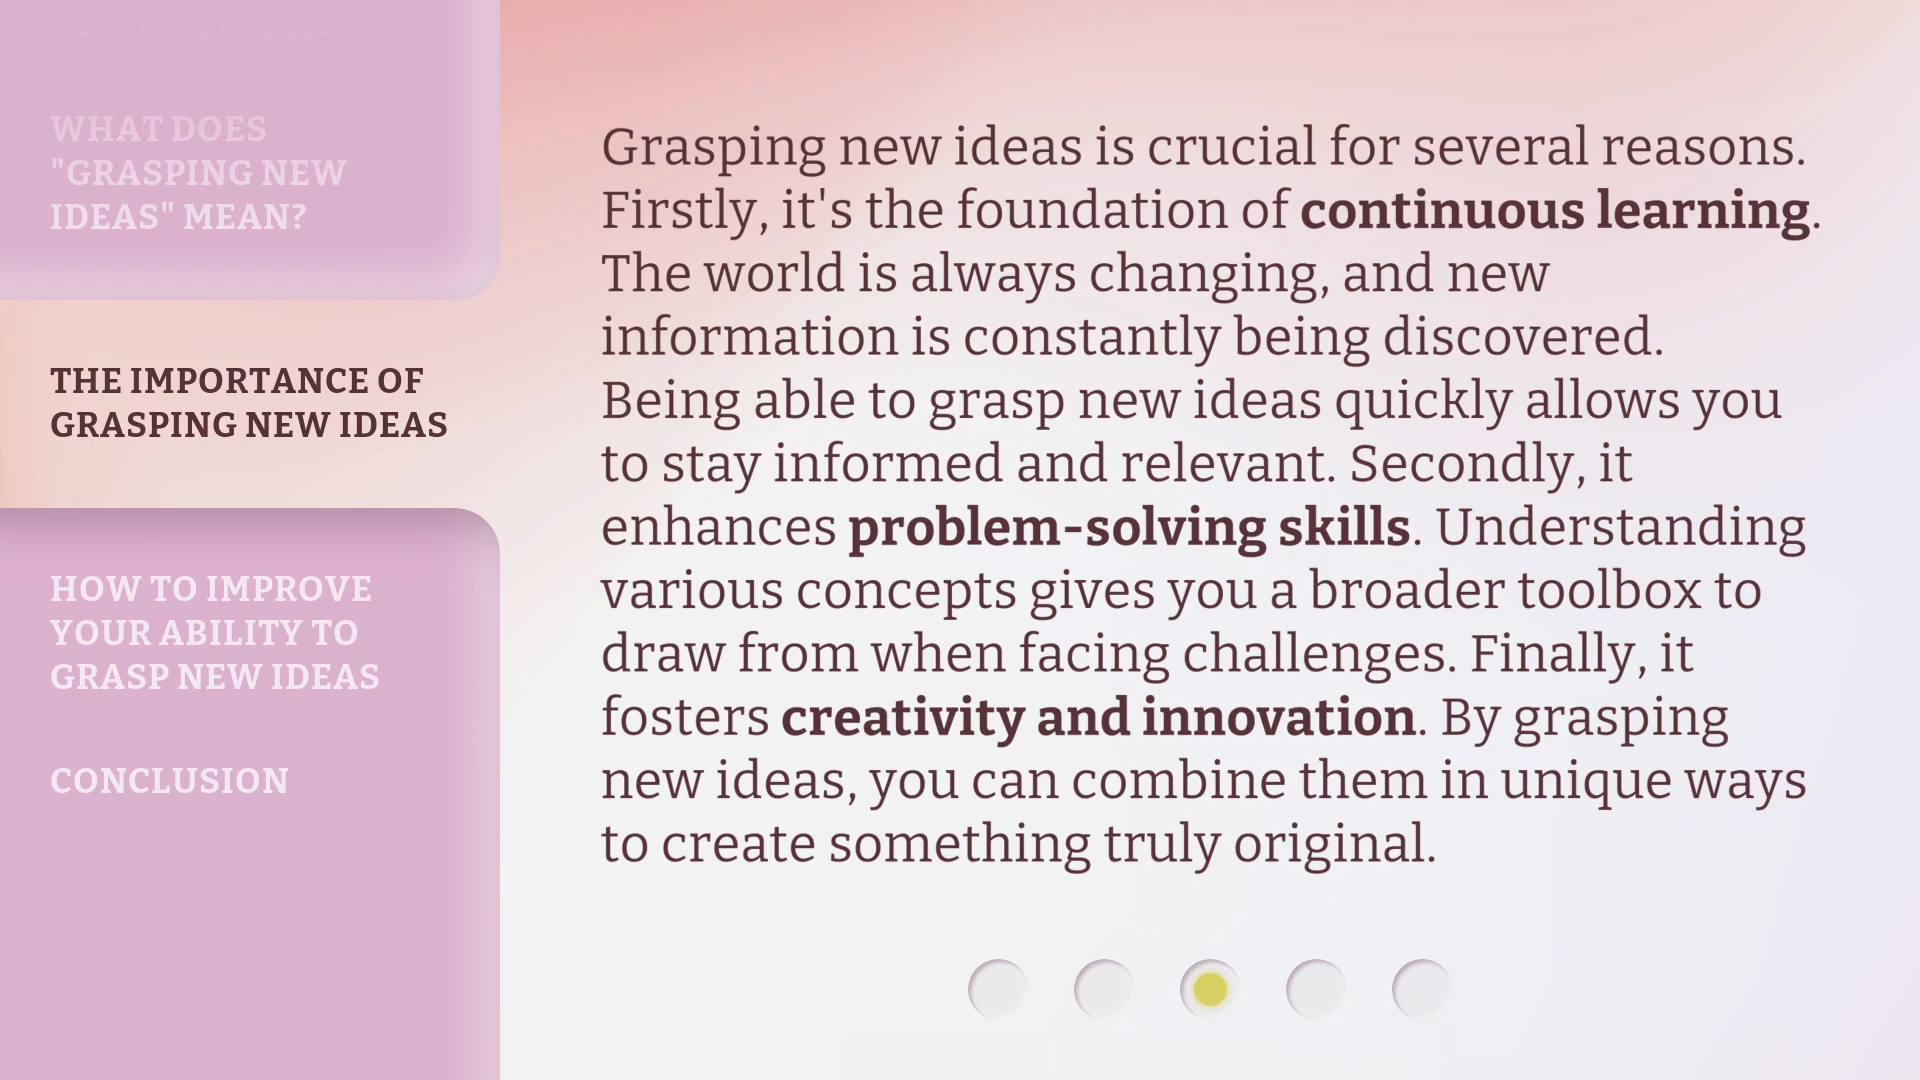 INTRODUCTION
WHAT DOES
"GRASPING NEW
IDEAS" MEAN?
THE IMPORTANCE OF
GRASPING NEW IDEAS
HOW TO IMPROVE
YOUR ABILITY TO
GRASP NEW IDEAS
CONCLUSION
Grasping new ideas is crucial for several reasons.
Firstly, it's the foundation of continuous learning.
The world is always changing, and new
information is constantly being discovered.
Being able to grasp new ideas quickly allows you
to stay informed and relevant. Secondly, it
enhances problem-solving skills. Understanding
various concepts gives you a broader toolbox to
draw from when facing challenges. Finally, it
fosters creativity and innovation. By grasping
new ideas, you can combine them in unique ways
to create something truly original.